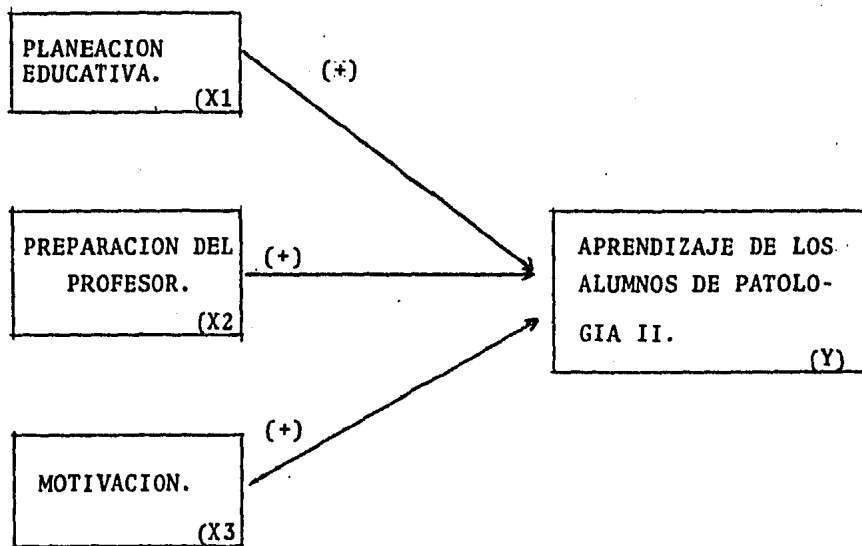 PLANEACION
EDUCATIVA.
(X1
(+)
PREPARACION DEL
PROFESOR.
(X2
(+)
APRENDIZAJE DE LOS
ALUMNOS DE PATOLO-
GIA II.
(Y)
(+)
MOTIVACION.
(X3